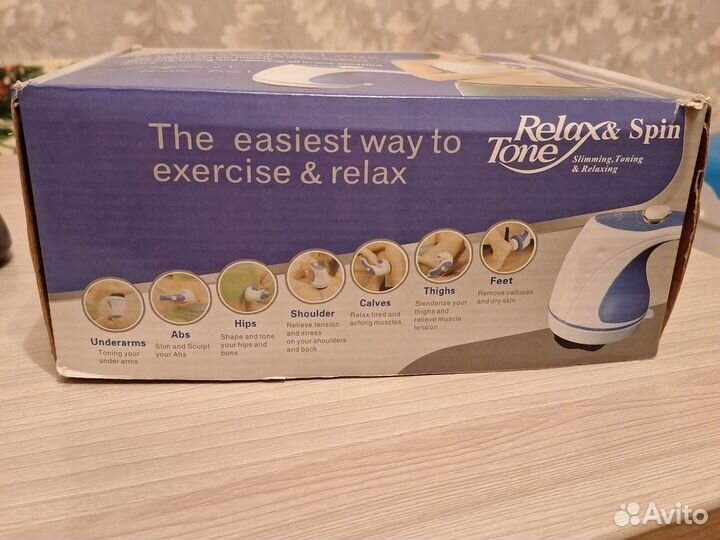 The easiest way to
exercise & relax
Relax & Spin
Tone
Slimming, Toning
& Relaxing
Underarms
Toning your
under arms
Abs
Slim and Sculpt
your Abs
Hips
Shape and tone
your hips and
buns
Shoulder
Relieve tension
and stress
on your shoulders
and back
Calves
Relax tired and
aching muscles
Thighs
Slenderize your
thighs and
relieve muscle
tension
Feet
Remove calluses
and dry skin
Avito